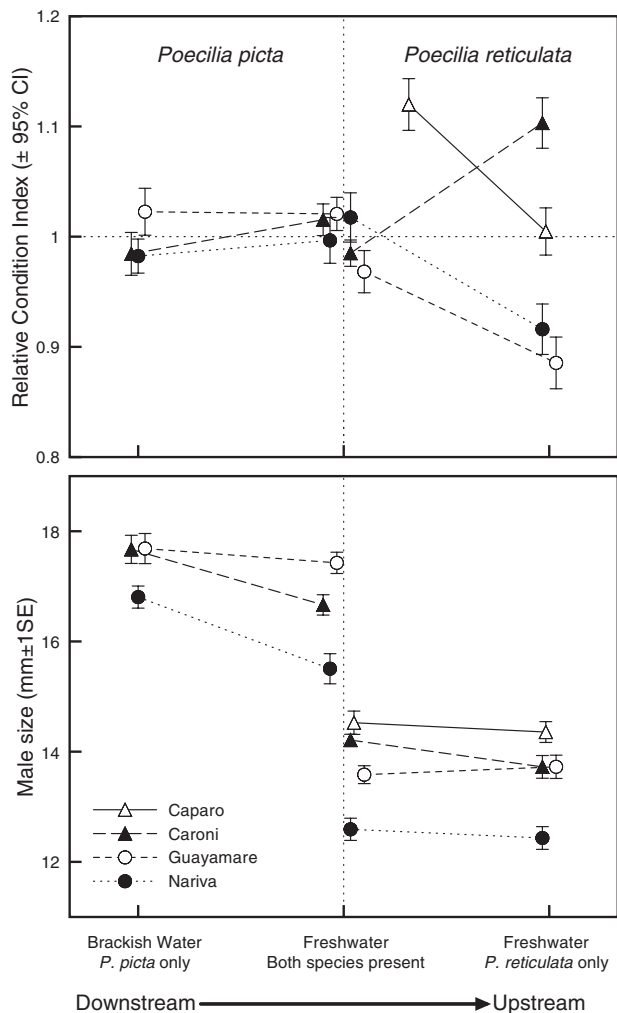 1.2
Poecilia picta Poecilia reticulata
1.1
1
0.9
0.8
Relative Condition Index (± 95% CI)
18
16
14
12
Male size (mm±1SE)
Caparo
Caroni
Guayamare
Nariva
Brackish Water
P. picta only
Freshwater
Both species present
Freshwater
P. reticulata only
Downstream Upstream